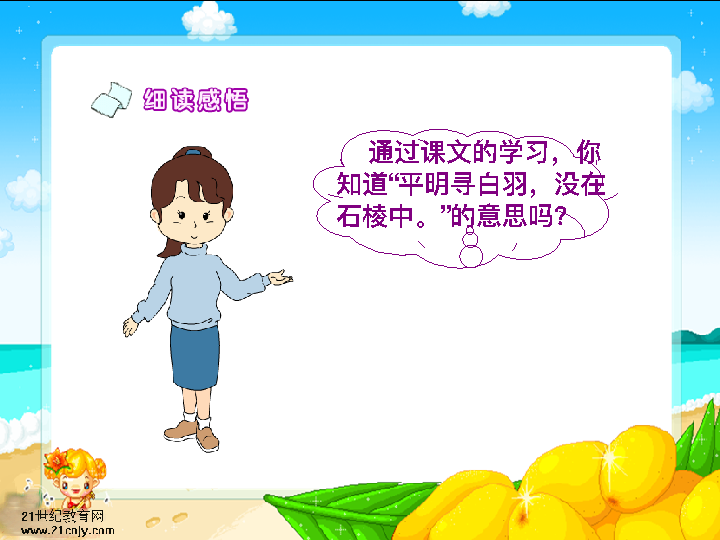 细读感悟
通过课文的学习，你
知道“平明寻白羽，没在
石棱中。”的意思吗？
21世纪教育网
www.21cnjy.com